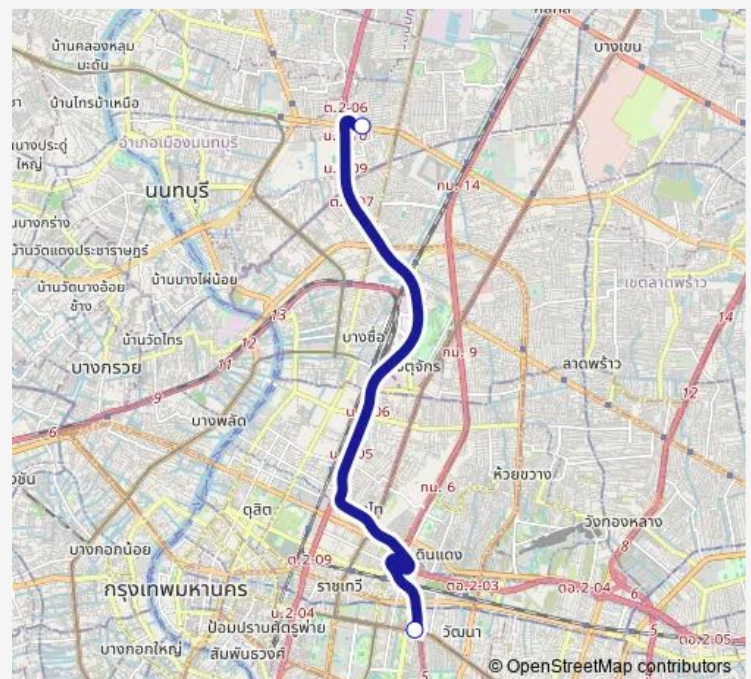 บ้านคลองหลุม
มะดัน
บางเขน
บ้านไทรม้าเหนือ
ต.2-06
อำเภอเมืองนนทบุรี
ใหญ่
นนทบุรี
กม. 14
บ้านวัดแดงประชาราษฎร์
บ้านวัดบางอ้อย
ช้าง
บ้านบางไผ่น้อย
เขตลาดพร้าว
13
14
บ้านวัดไทร
12
บางซื่อ
กม. 9
บางกรวย
11
ลาดพร้าว
9
12
บางพลัด
6
ห้วยขวาง
กม. 6
ดุสิต
วังทองหลาง
บางกอกน้อย
ต.2-09
ดินแดง
8
กรุงเทพมหานคร
ราชเทวี
ตอ.2-03
ตอ.2-04
6
น.2-04
ป้อมปราบศัตรูพ่าย
วัฒนา
5
ตอ.2-05
บางกอกใหญ่
สัมพันธวงศ์
5
© OpenStreetMap contributors